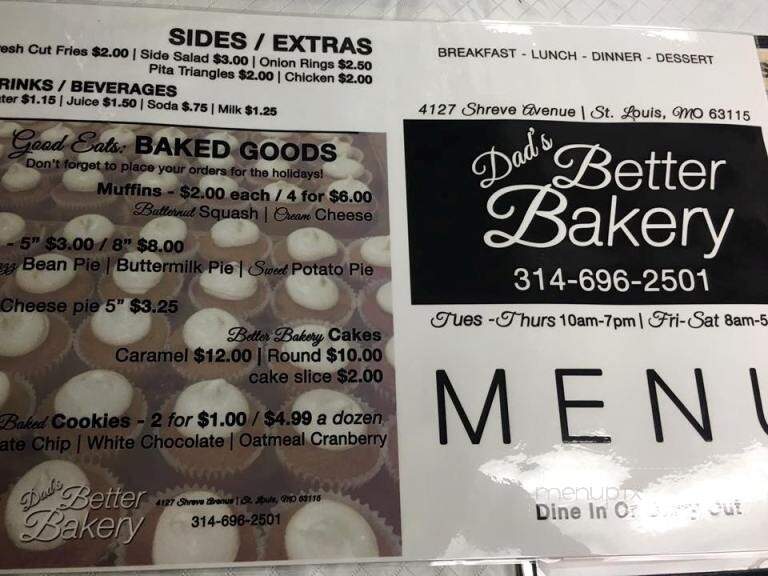 SIDES / EXTRAS
esh Cut Fries $2.00 | Side Salad $3.00 | Onion Rings $2.50
Pita Triangles $2.00 | Chicken $2.00
RINKS / BEVERAGES
ter $1.15 | Juice $1.50 | Soda $.75 | Milk $1.25
Good Eats: BAKED GOODS
Don't forget to place your orders for the holidays!
Muffins - $2.00 each / 4 for $6.00
Butternut Squash | Cream Cheese
- 5" $3.00 / 8" $8.00
Bean Pie | Buttermilk Pie | Sweet Potato Pie
Cheese pie 5" $3.25
Better Bakery Cakes
Caramel $12.00 | Round $10.00
cake slice $2.00
Baked Cookies - 2 for $1.00 / $4.99 a dozen
ate Chip | White Chocolate | Oatmeal Cranberry
Dad's Better Bakery
4127 Shreve Avenue | St. Louis, MO 63115
314-696-2501
BREAKFAST - LUNCH - DINNER - DESSERT
4127 Shreve Avenue | St. Louis, MO 63115
Dad's Better
Bakery
314-696-2501
Tues - Thurs 10am-7pm | Fri-Sat 8am-5
MENU
menupix
Dine In Or Carry Out